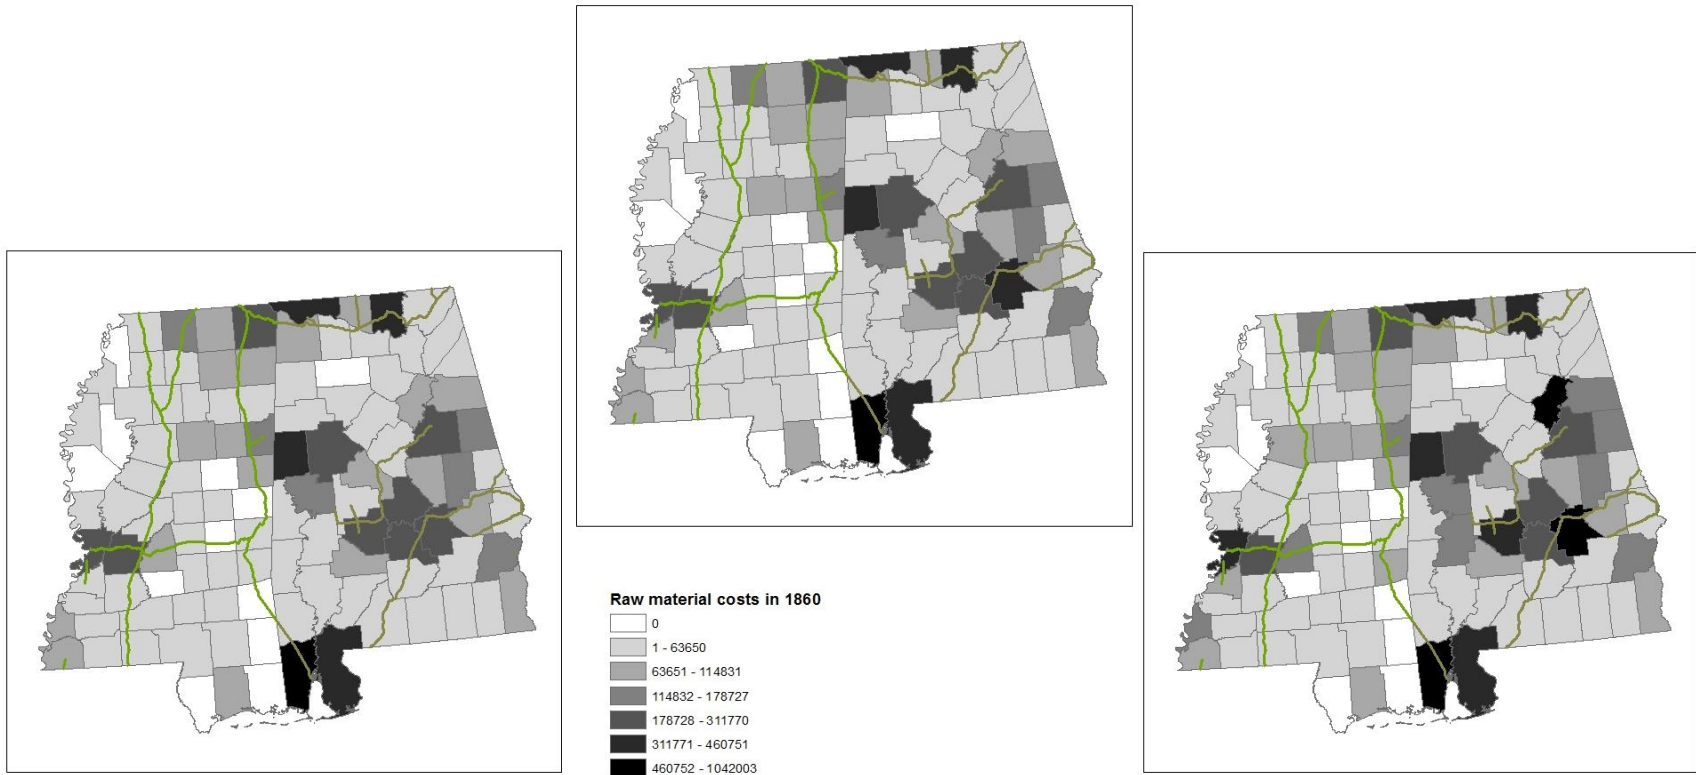 Raw material costs in 1860
0
1 - 63650
63651 - 114831
114832 - 178727
178728 - 311770
311771 - 460751
460752 - 1042003